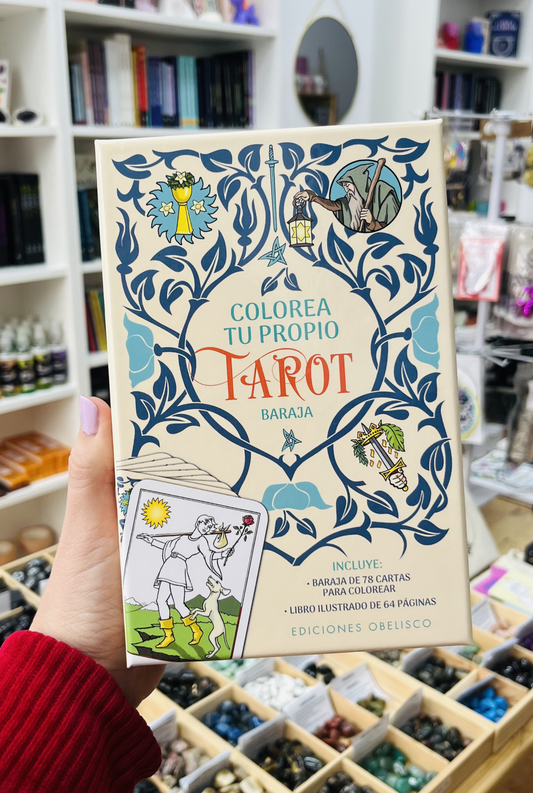 COLOREA
TU PROPIO
TAROT
BARAJA
INCLUYE:
• BARAJA DE 78 CARTAS
PARA COLOREAR
• LIBRO ILUSTRADO DE 64 PÁGINAS
EDICIONES OBELISCO